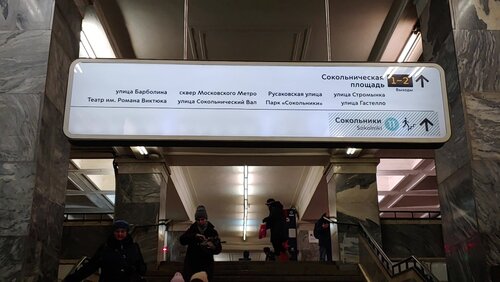 Сокольническая площадь
1-2
Выходы
улица Барболина сквер Московского Метро Русаковская улица улица Стромынка
Театр им. Романа Виктюка улица Сокольнический Вал Парк «Сокольники» улица Гастелло
Сокольники
Sokolniki
11